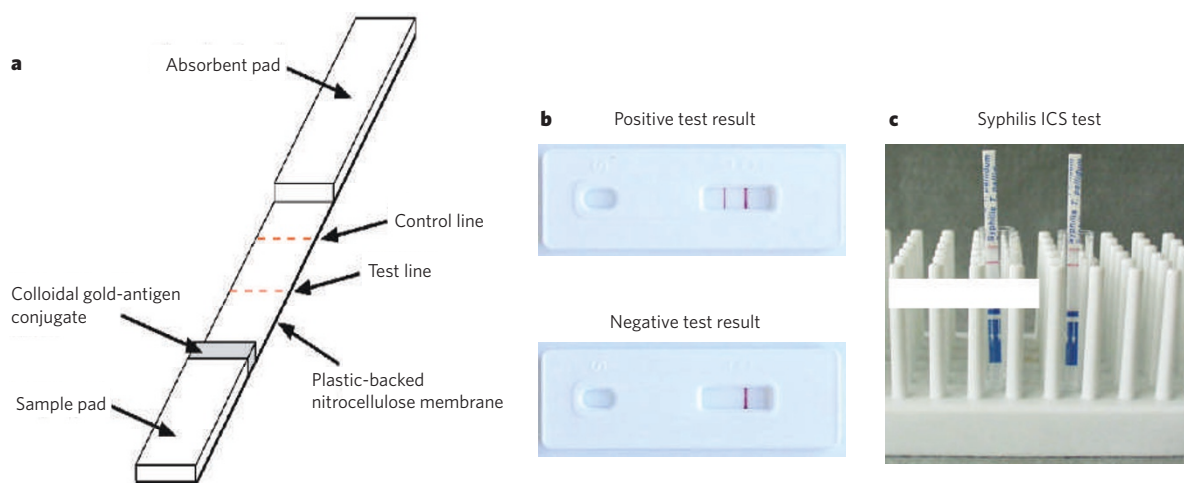 a
Absorbent pad
Control line
Test line
Colloidal gold-antigen
conjugate
Plastic-backed
nitrocellulose membrane
Sample pad
b
Positive test result
Negative test result
c
Syphilis ICS test
Syphilis T. pallidum
Syphilis T. pallidum